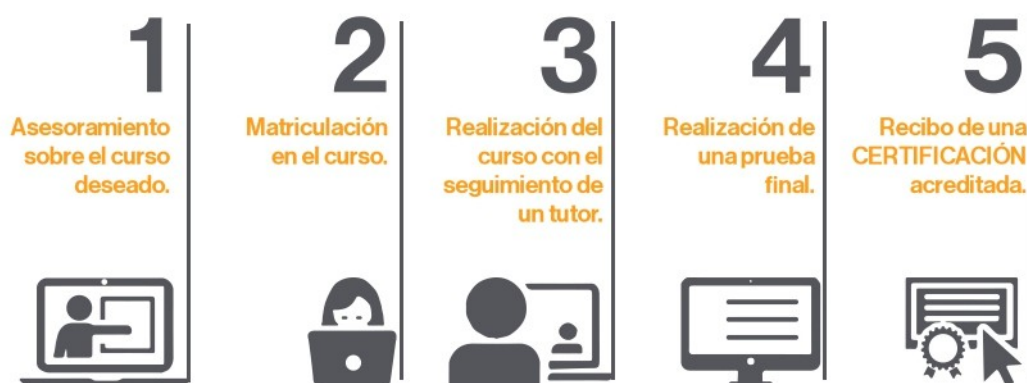 1
Asesoramiento
sobre el curso
deseado.
2
Matriculación
en el curso.
3
Realización del
curso con el
seguimiento de
un tutor.
4
Realización de
una prueba
final.
5
Recibo de una
CERTIFICACIÓN
acreditada.